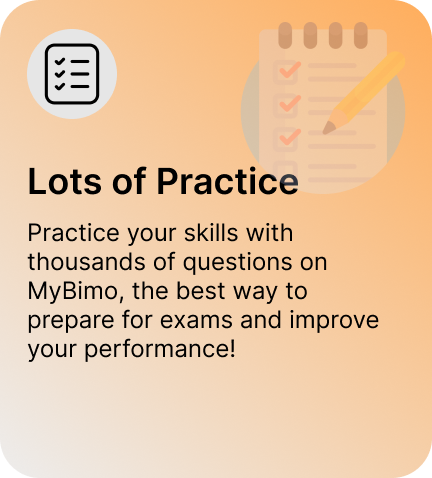 Lots of Practice
Practice your skills with
thousands of questions on
MyBimo, the best way to
prepare for exams and improve
your performance!